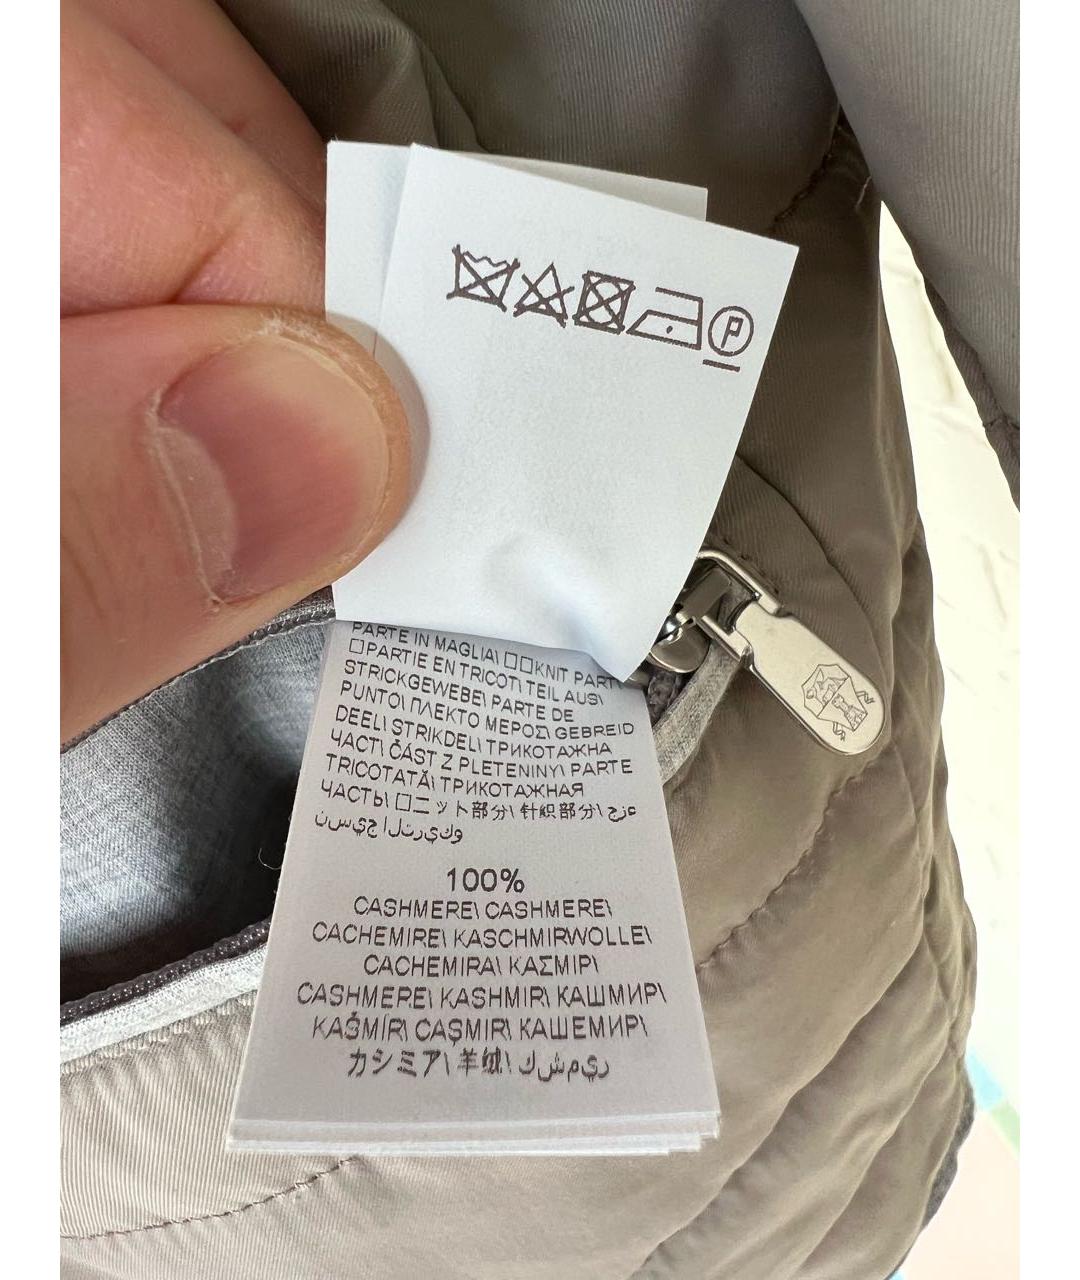 P
PARTE IN MAGLIA\ □□KNIT PART\
□PARTIE EN TRICOT\ TEIL AUS\
STRICKGEWEBE\ PARTE DE
PUNTO\ ΠΛΕΚΤΟ ΜΕΡΟΣ\ GEBREID
DEEL\ STRIKDEL\ ТРИКОТАЖНА
ЧАСТ\ ČÁST Z PLETENINY\ PARTE
TRICOTATĂ\ ТРИКОТАЖНАЯ
ЧАСТЬ\ □ニット部分\ 针织部分\ جزء
نسيج التريكو
100%
CASHMERE\ CASHMERE\
CACHEMIRE\ KASCHMIRWOLLE\
CACHEMIRA\ ΚΑΣΜΙΡ\
CASHMERE\ KASHMIR\ КАШМИР\
KAŠMÍR\ CAŞMIR\ КАШЕМИР\
カシミア\ 羊绒\ كشمير